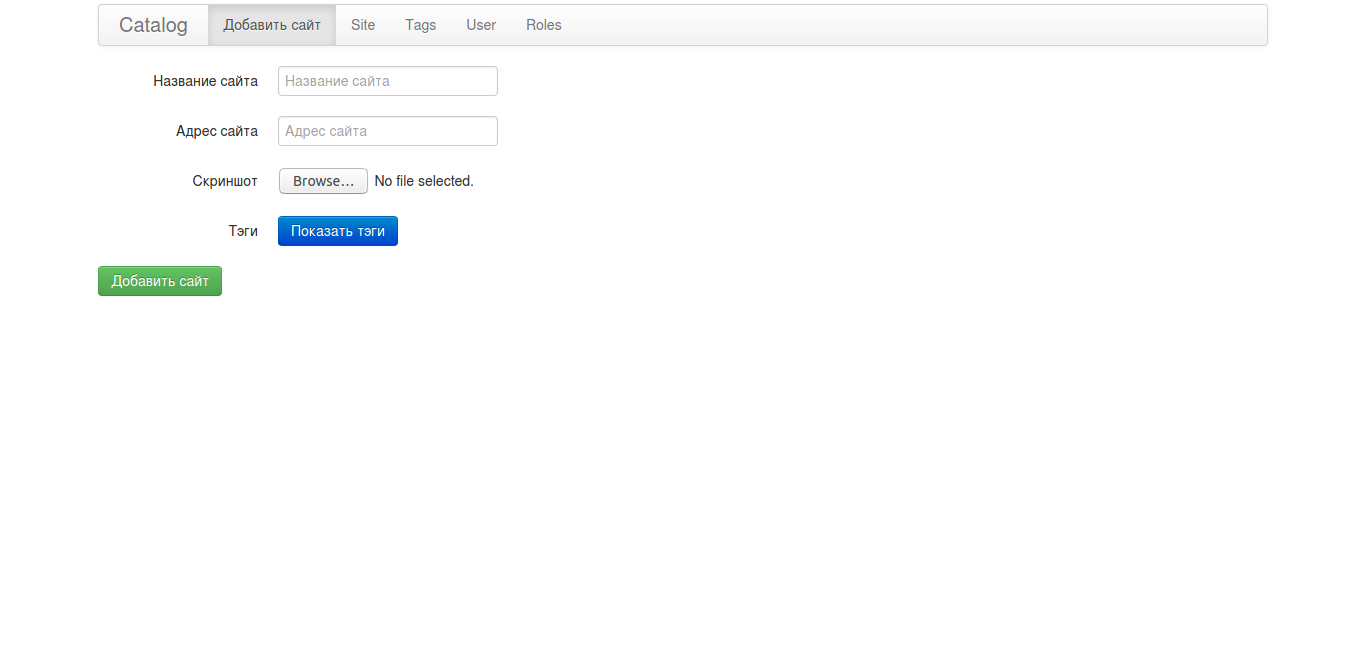 Catalog Добавить сайт Site Tags User Roles
Название сайта Название сайта
Адрес сайта Адрес сайта
Скриншот Browse... No file selected.
Тэги Показать тэги
Добавить сайт